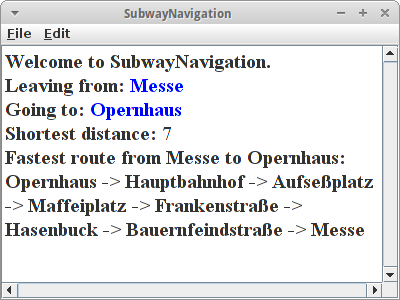 SubwayNavigation
File Edit
Welcome to SubwayNavigation.
Leaving from: Messe
Going to: Opernhaus
Shortest distance: 7
Fastest route from Messe to Opernhaus:
Opernhaus -> Hauptbahnhof -> Aufseßplatz
-> Maffeiplatz -> Frankenstraße ->
Hasenbuck -> Bauernfeindstraße -> Messe